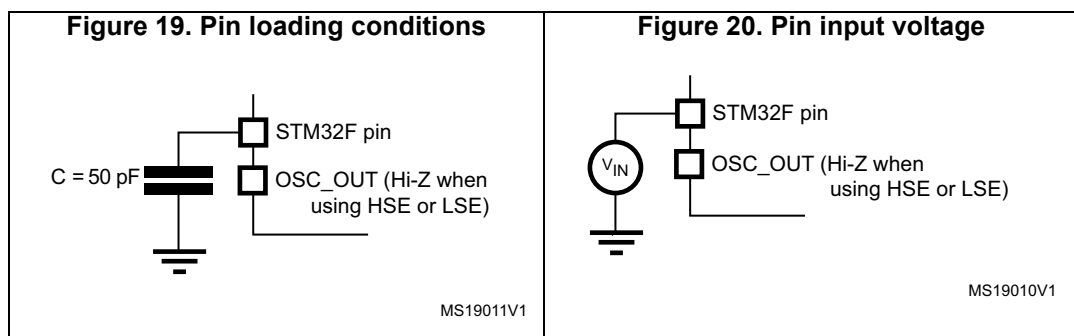 Figure 19. Pin loading conditions
STM32F pin
C = 50 pF
OSC_OUT (Hi-Z when
using HSE or LSE)
MS19011V1
Figure 20. Pin input voltage
STM32F pin
VIN
OSC_OUT (Hi-Z when
using HSE or LSE)
MS19010V1